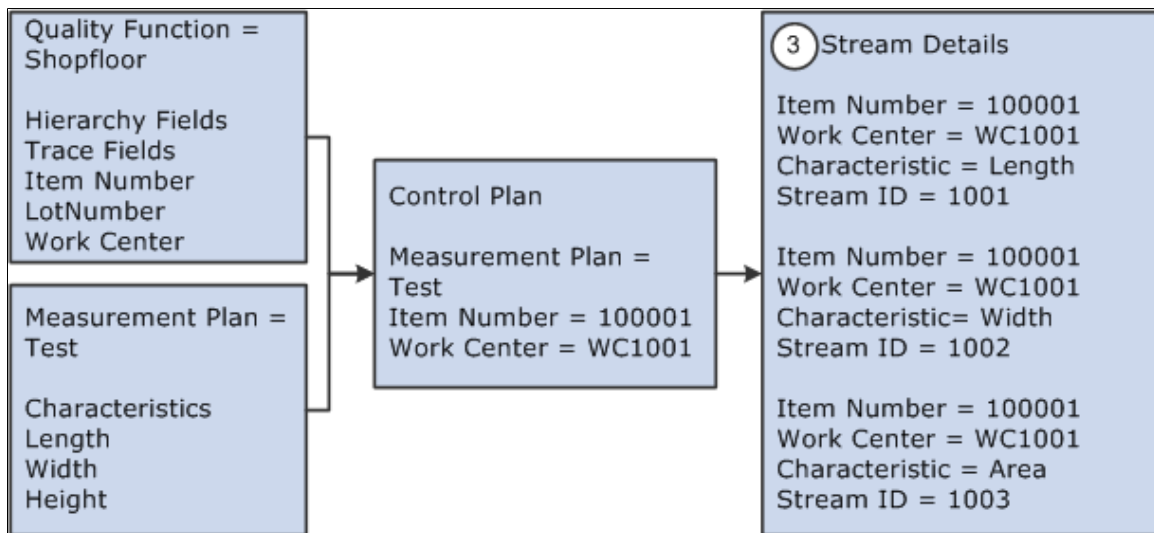 Quality Function =
Shopfloor
Hierarchy Fields
Trace Fields
Item Number
LotNumber
Work Center
Measurement Plan =
Test
Characteristics
Length
Width
Height
Control Plan
Measurement Plan =
Test
Item Number = 100001
Work Center = WC1001
3 Stream Details
Item Number = 100001
Work Center = WC1001
Characteristic = Length
Stream ID = 1001
Item Number = 100001
Work Center = WC1001
Characteristic= Width
Stream ID = 1002
Item Number = 100001
Work Center = WC1001
Characteristic = Area
Stream ID = 1003